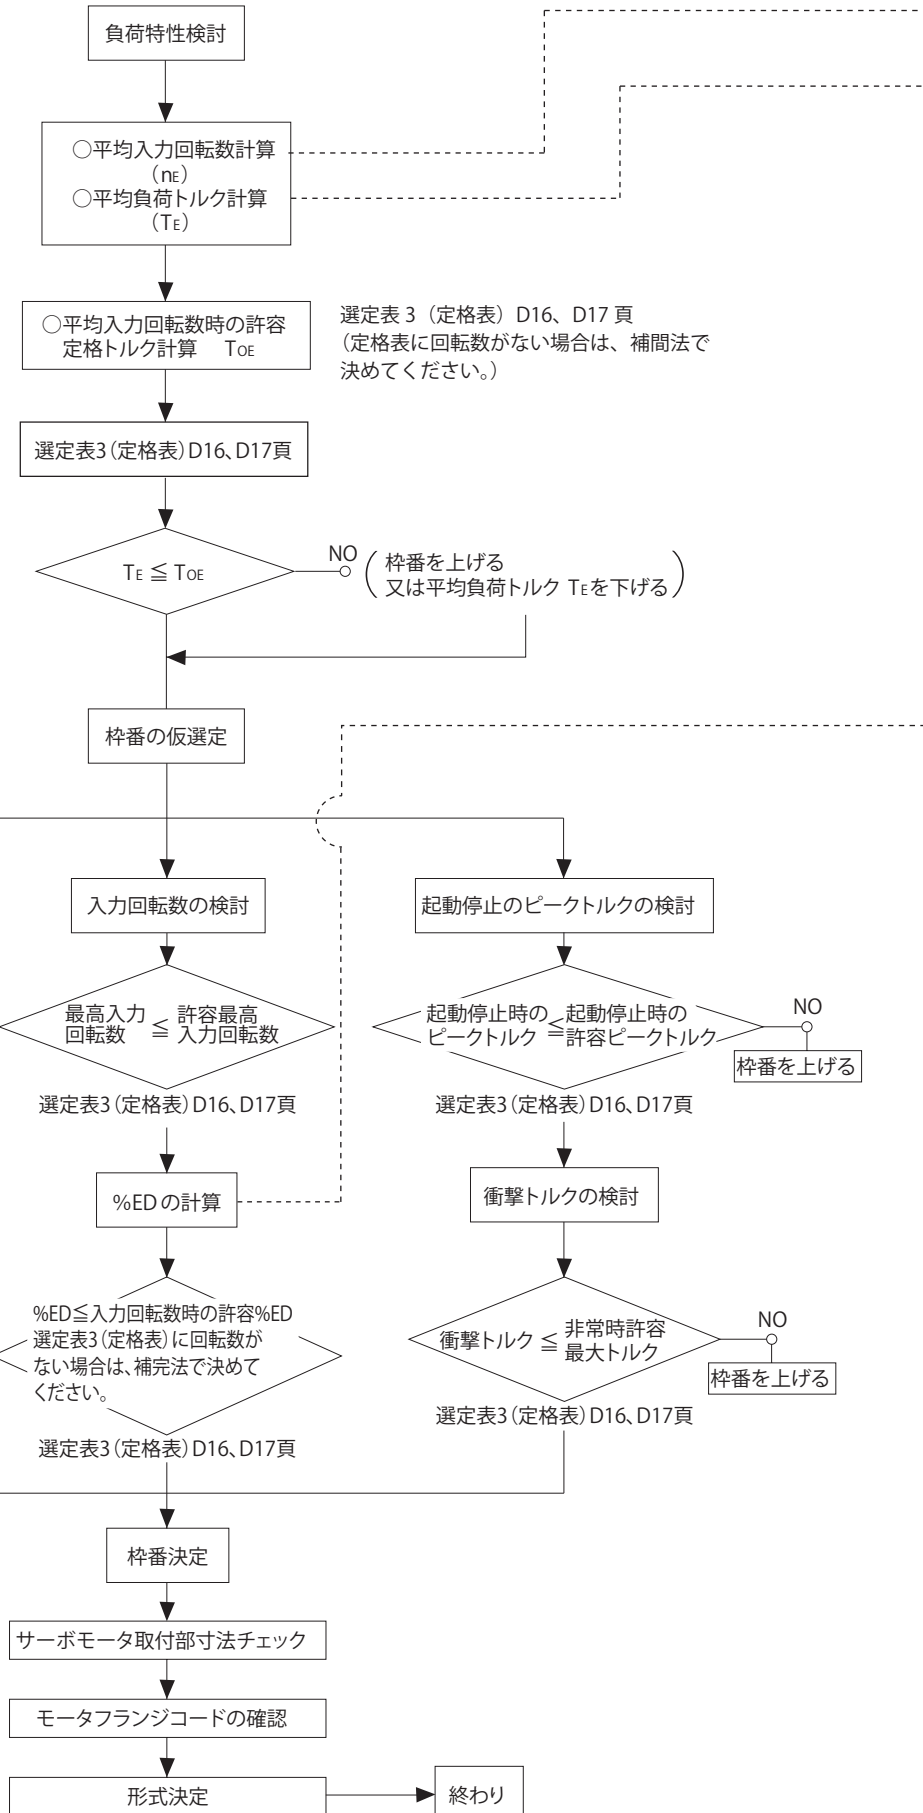 負荷特性検討
○平均入力回転数計算
(nE)
○平均負荷トルク計算
(TE)
○平均入力回転数時の許容
定格トルク計算 TOE
選定表 3（定格表）D16、D17 頁
（定格表に回転数がない場合は、補間法で
決めてください。）
選定表3(定格表)D16、D17頁
TE ≦ TOE
NO
枠番を上げる
又は平均負荷トルク TEを下げる
枠番の仮選定
入力回転数の検討
最高入力
回転数
≦
許容最高
入力回転数
選定表3(定格表)D16、D17頁
%EDの計算
%ED≦入力回転数時の許容%ED
選定表3(定格表)に回転数が
ない場合は、補完法で決めて
ください。
選定表3(定格表)D16、D17頁
起動停止のピークトルクの検討
起動停止時の
ピークトルク
≦
起動停止時の
許容ピークトルク
NO
枠番を上げる
選定表3(定格表)D16、D17頁
衝撃トルクの検討
衝撃トルク ≦
非常時許容
最大トルク
NO
枠番を上げる
選定表3(定格表)D16、D17頁
枠番決定
サーボモータ取付部寸法チェック
モータフランジコードの確認
形式決定
終わり